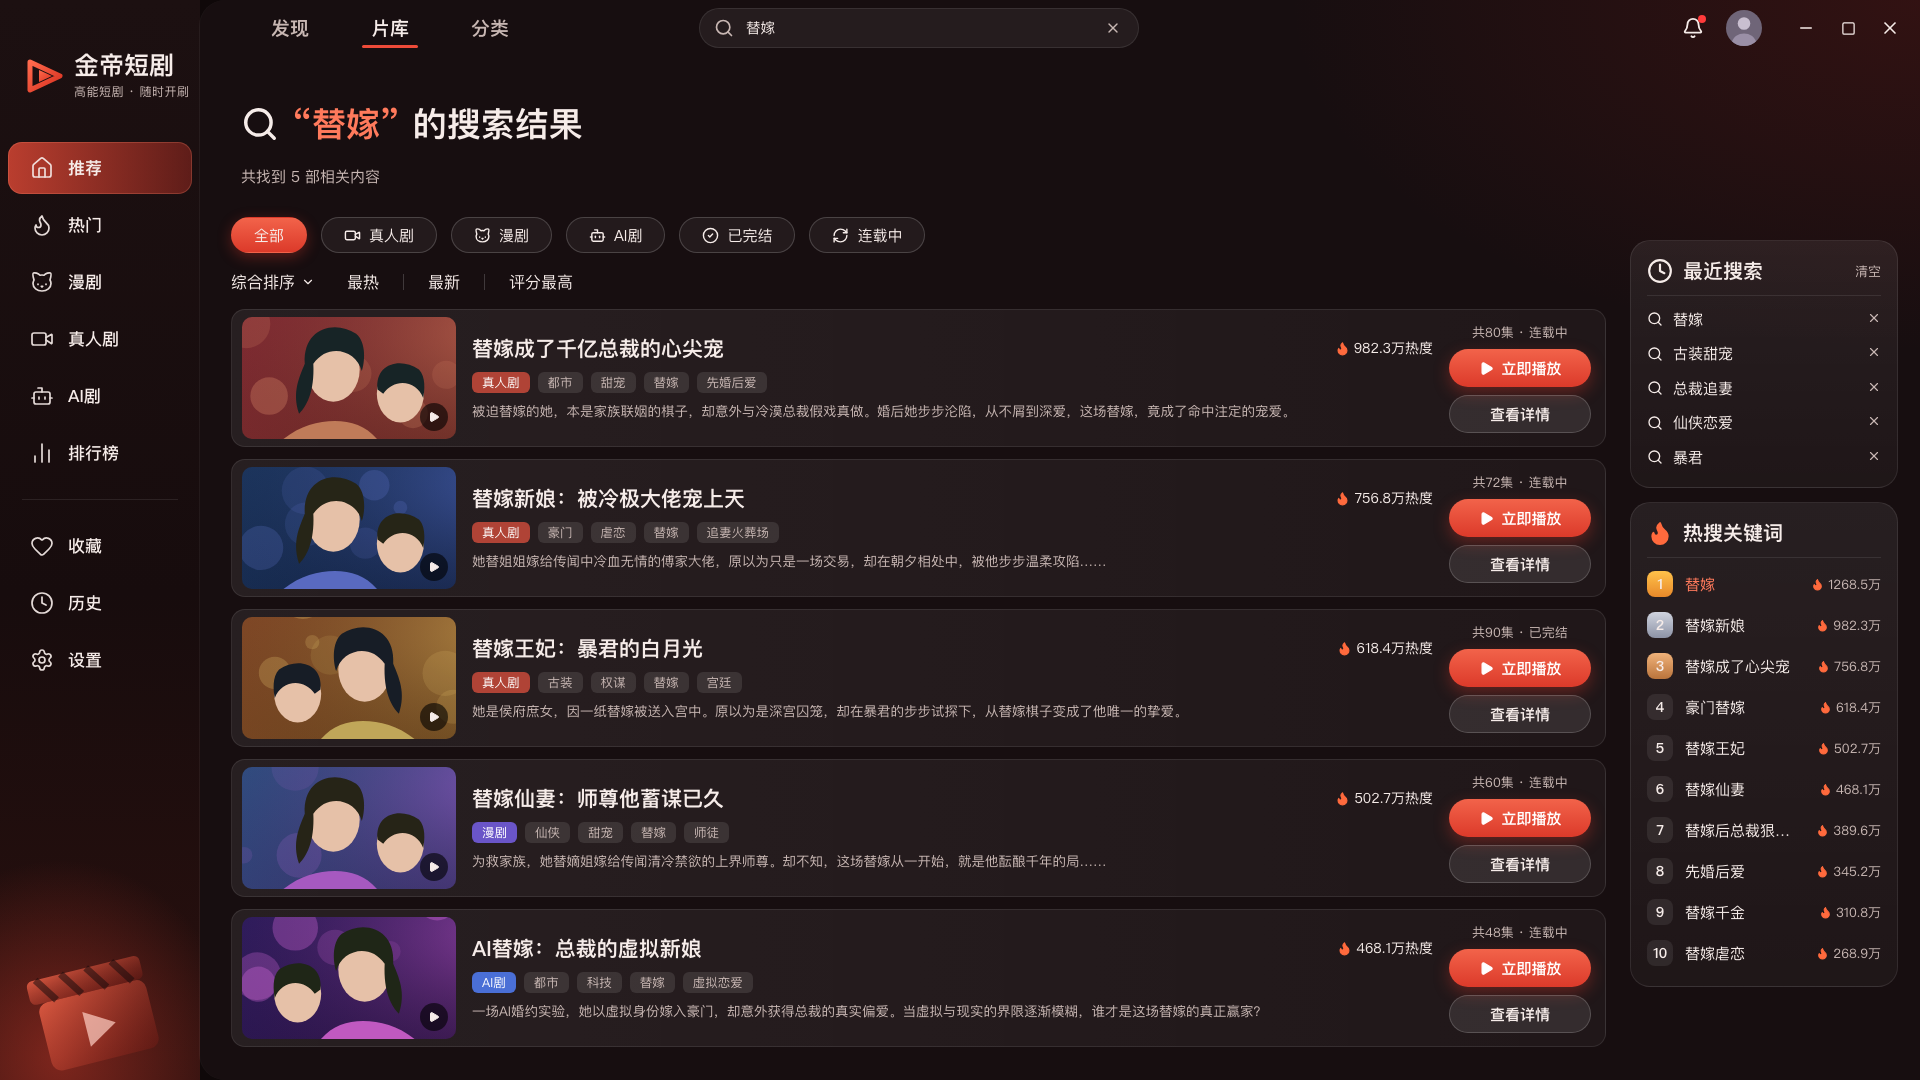 金帝短剧
高能短剧 · 随时开刷
推荐
热门
漫剧
真人剧
AI剧
排行榜
收藏
历史
设置
发现
片库
分类
替嫁
“替嫁” 的搜索结果
共找到 5 部相关内容
全部
真人剧
漫剧
AI剧
已完结
连载中
综合排序
最热
最新
评分最高
替嫁成了千亿总裁的心尖宠
真人剧 都市 甜宠 替嫁 先婚后爱
被迫替嫁的她，本是家族联姻的棋子，却意外与冷漠总裁假戏真做。婚后她步步沦陷，从不屑到深爱，这场替嫁，竟成了命中注定的宠爱。
982.3万热度
共80集 · 连载中
立即播放
查看详情
替嫁新娘：被冷极大佬宠上天
真人剧 豪门 虐恋 替嫁 追妻火葬场
她替姐姐嫁给传闻中冷血无情的傅家大佬，原以为只是一场交易，却在朝夕相处中，被他步步温柔攻陷……
756.8万热度
共72集 · 连载中
立即播放
查看详情
替嫁王妃：暴君的白月光
真人剧 古装 权谋 替嫁 宫廷
她是侯府庶女，因一纸替嫁被送入宫中。原以为是深宫囚笼，却在暴君的步步试探下，从替嫁棋子变成了他唯一的挚爱。
618.4万热度
共90集 · 已完结
立即播放
查看详情
替嫁仙妻：师尊他蓄谋已久
漫剧 仙侠 甜宠 替嫁 师徒
为救家族，她替嫡姐嫁给传闻清冷禁欲的上界师尊。却不知，这场替嫁从一开始，就是他酝酿千年的局……
502.7万热度
共60集 · 连载中
立即播放
查看详情
AI替嫁：总裁的虚拟新娘
AI剧 都市 科技 替嫁 虚拟恋爱
一场AI婚约实验，她以虚拟身份嫁入豪门，却意外获得总裁的真实偏爱。当虚拟与现实的界限逐渐模糊，谁才是这场替嫁的真正赢家？
468.1万热度
共48集 · 连载中
立即播放
查看详情
最近搜索
清空
替嫁
古装甜宠
总裁追妻
仙侠恋爱
暴君
热搜关键词
1 替嫁 1268.5万
2 替嫁新娘 982.3万
3 替嫁成了心尖宠 756.8万
4 豪门替嫁 618.4万
5 替嫁王妃 502.7万
6 替嫁仙妻 468.1万
7 替嫁后总裁狠… 389.6万
8 先婚后爱 345.2万
9 替嫁千金 310.8万
10 替嫁虐恋 268.9万